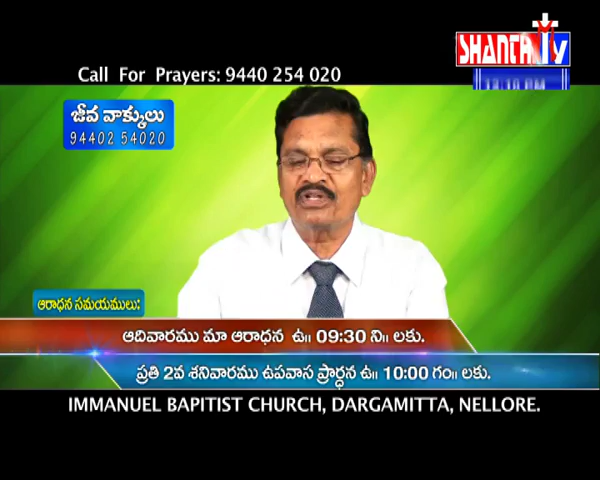 SHANTHI TV
Call For Prayers: 9440 254 020
జీవ వాక్కులు
94402 54020
ఆరాధన సమయములు:
ఆదివారము మా ఆరాధన ఉ॥ 09:30 ని॥ లకు.
ప్రతి 2వ శనివారము ఉపవాస ప్రార్ధన ఉ॥ 10:00 గం॥ లకు.
IMMANUEL BAPITIST CHURCH, DARGAMITTA, NELLORE.